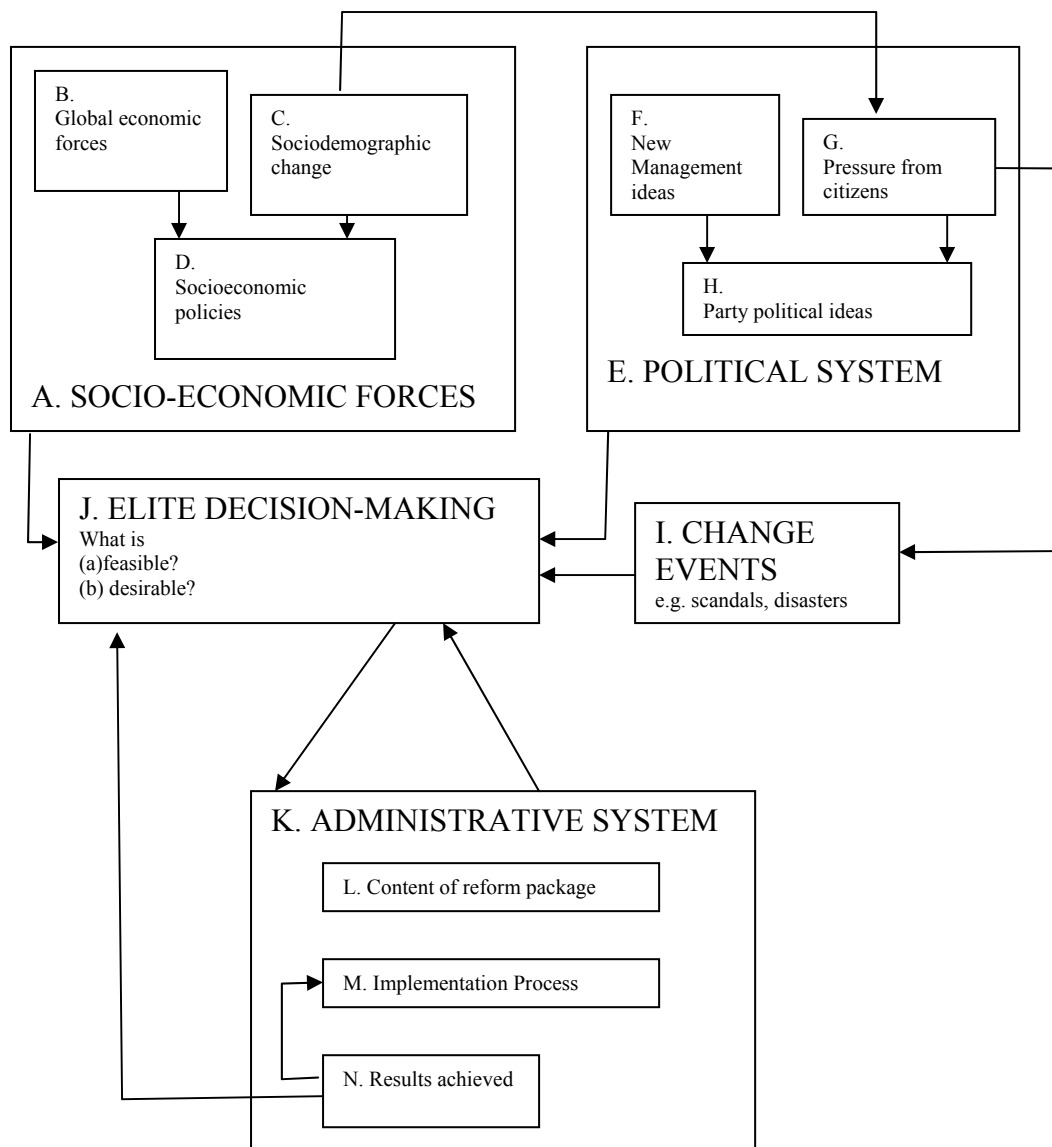 B.
Global economic
forces
C.
Sociodemographic
change
D.
Socioeconomic
policies
A. SOCIO-ECONOMIC FORCES
F.
New
Management
ideas
G.
Pressure from
citizens
H.
Party political ideas
E. POLITICAL SYSTEM
J. ELITE DECISION-MAKING
What is
(a)feasible?
(b) desirable?
I. CHANGE
EVENTS
e.g. scandals, disasters
K. ADMINISTRATIVE SYSTEM
L. Content of reform package
M. Implementation Process
N. Results achieved